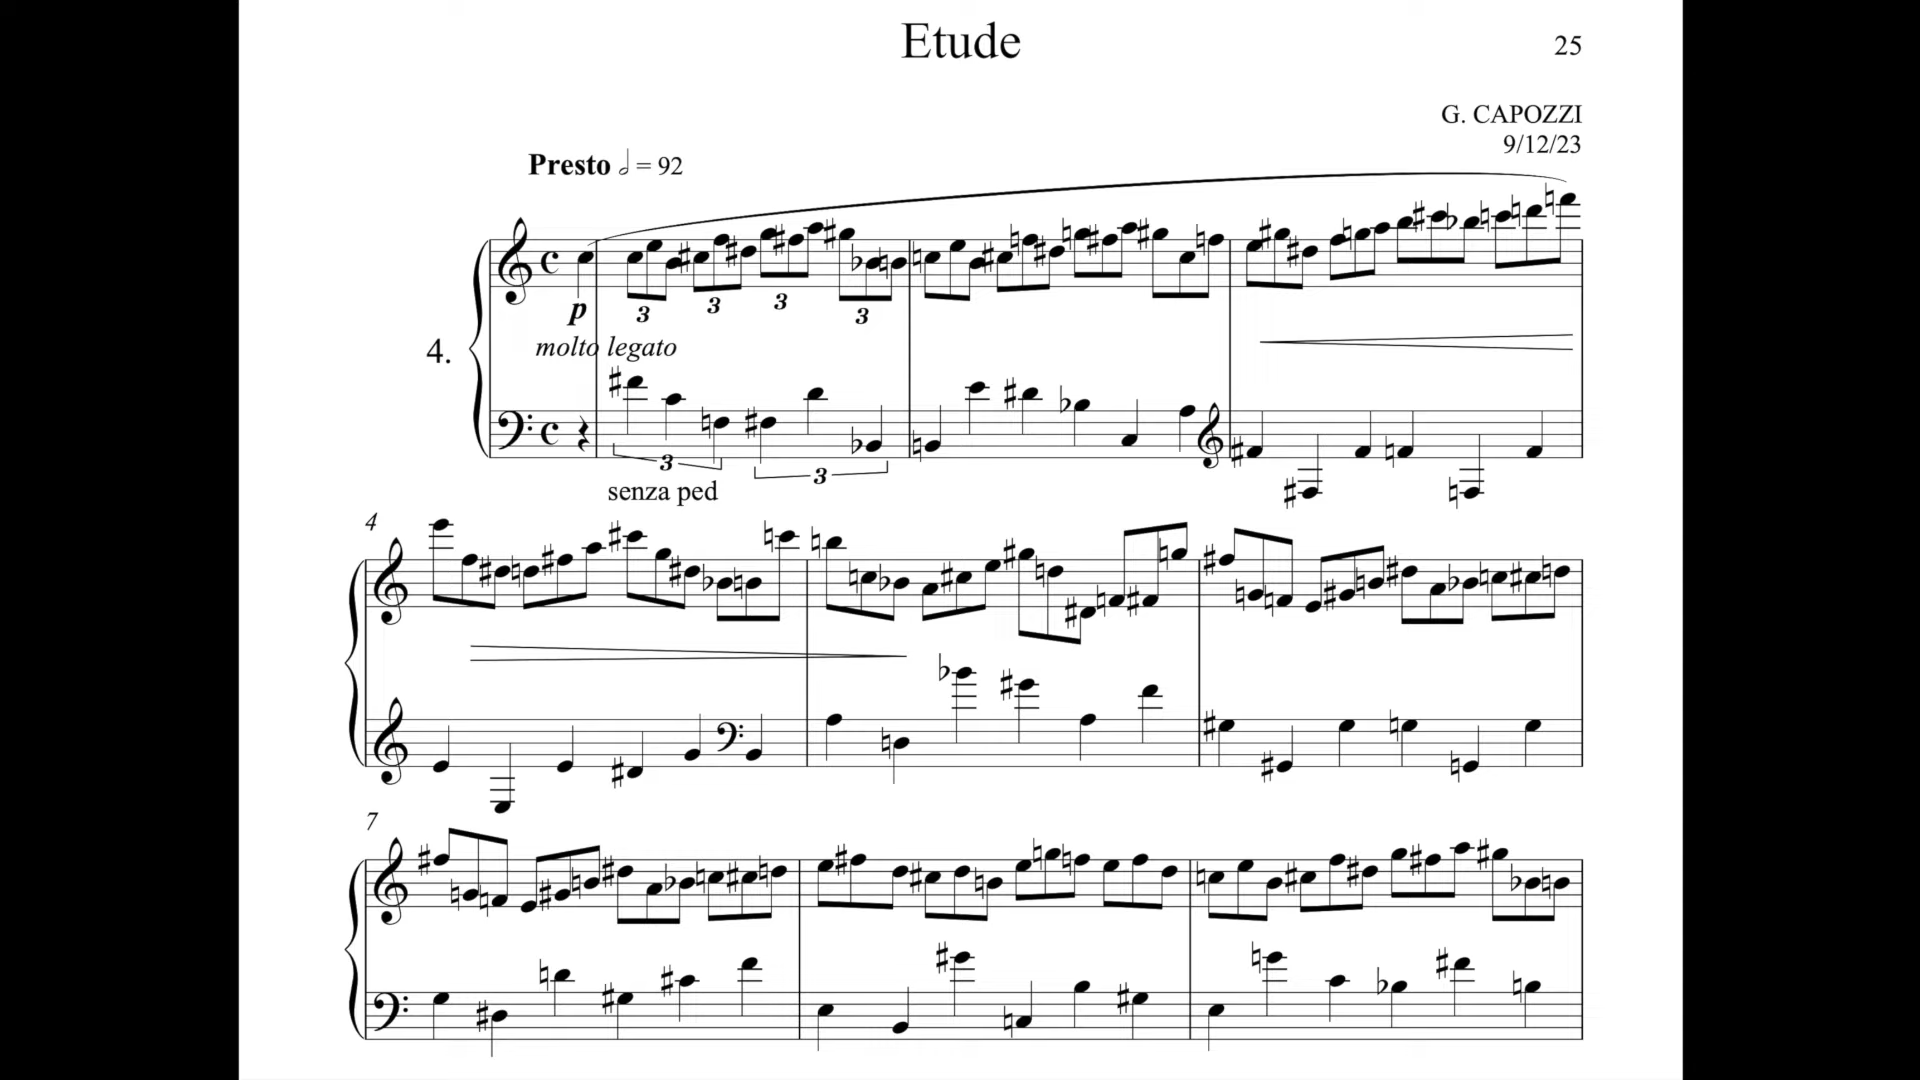 Etude
25
G. CAPOZZI
9/12/23
Presto 𝅗𝅥 = 92
3 3 3 3
p
molto legato
4.
3 3
senza ped
4
7